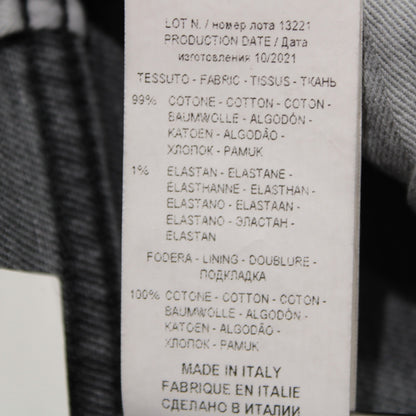 LOT N. / номер лота 13221
PRODUCTION DATE / Дата
изготовления 10/2021
TESSUTO - FABRIC - TISSUS - ТКАНЬ
99% COTONE - COTTON - COTON -
BAUMWOLLE - ALGODÓN -
KATOEN - ALGODÃO -
ХЛОПОК - PAMUK
1% ELASTAN - ELASTANE -
ELASTHANNE - ELASTHAN -
ELASTANO - ELASTAAN -
ELASTANO - ЭЛАСТАН -
ELASTAN
FODERA - LINING - DOUBLURE -
ПОДКЛАДКА
100% COTONE - COTTON - COTON -
BAUMWOLLE - ALGODÓN -
KATOEN - ALGODÃO -
ХЛОПОК - PAMUK
MADE IN ITALY
FABRIQUE EN ITALIE
СДЕЛАНО В ИТАЛИИ